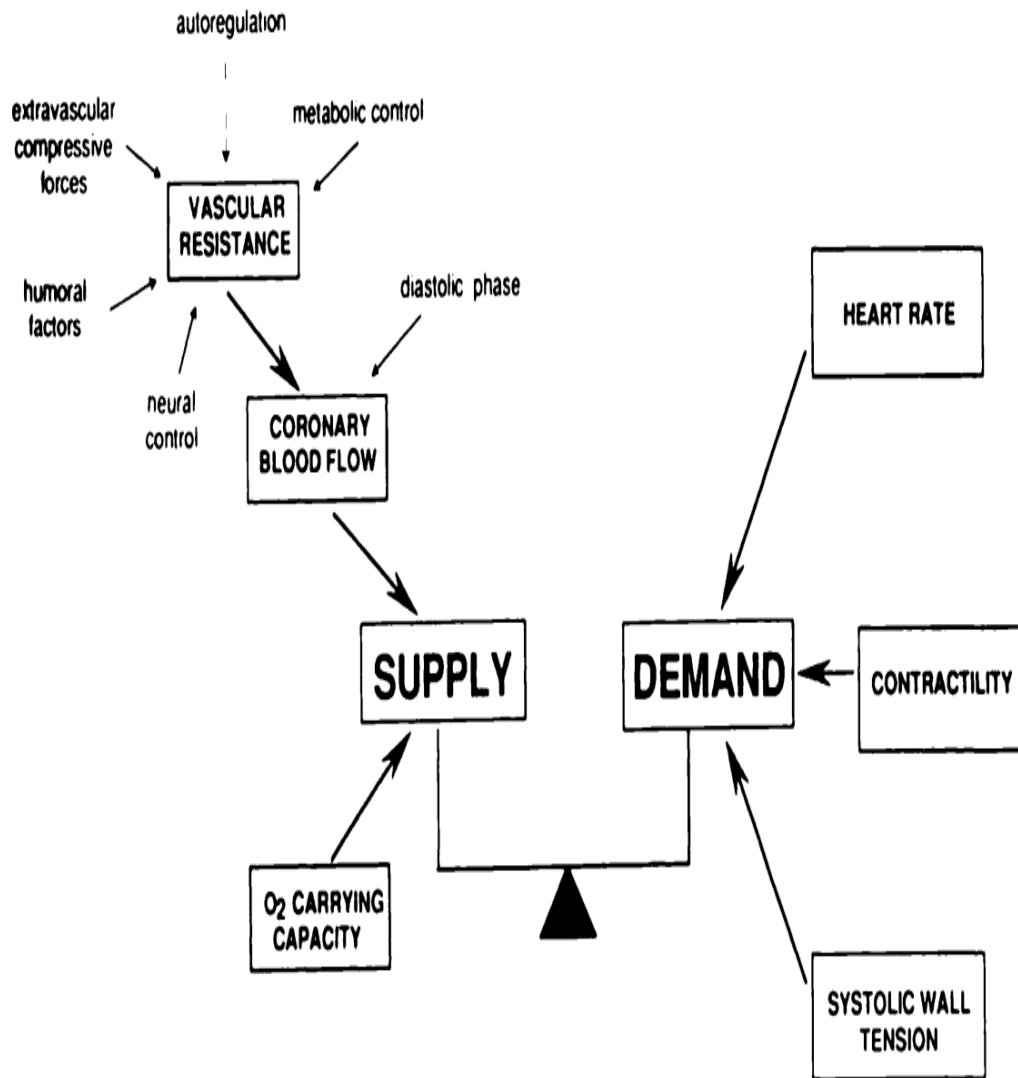 autoregulation
extravascular
compressive
forces
metabolic control
VASCULAR
RESISTANCE
humoral
factors
neural
control
diastolic phase
CORONARY
BLOOD FLOW
HEART RATE
SUPPLY
DEMAND
CONTRACTILITY
O2 CARRYING
CAPACITY
SYSTOLIC WALL
TENSION